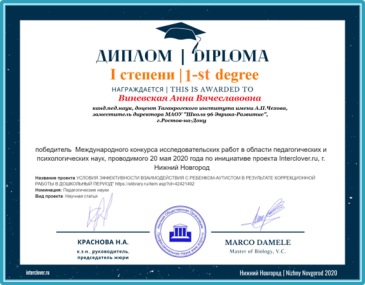 ДИПЛОМ | DIPLOMA
I степени | 1-st degree
НАГРАЖДАЕТСЯ | THIS IS AWARDED TO
Виневская Анна Вячеславовна
канд.пед.наук, доцент Таганрогского института имени А.П.Чехова,
заместитель директора МАОУ "Школа 96 Эврика-Развитие",
г.Ростов-на-Дону
победитель Международного конкурса исследовательских работ в области педагогических и
психологических наук, проводимого 20 мая 2020 года по инициативе проекта Interclover.ru, г.
Нижний Новгород
Название проекта "УСЛОВИЯ ЭФФЕКТИВНОСТИ ВЗАИМОДЕЙСТВИЯ С РЕБЕНКОМ-АУТИСТОМ В РЕЗУЛЬТАТЕ КОРРЕКЦИОННОЙ
РАБОТЫ В ДОШКОЛЬНЫЙ ПЕРИОД" https://elibrary.ru/item.asp?id=42421492
Номинация: Педагогические науки
Вид проекта Научная статья
КРАСНОВА Н.А.
к.э.н., руководитель,
председатель жюри
MARCO DAMELE
Master of Biology, V.C.
interclover.ru
Нижний Новгород | Nizhny Novgorod 2020